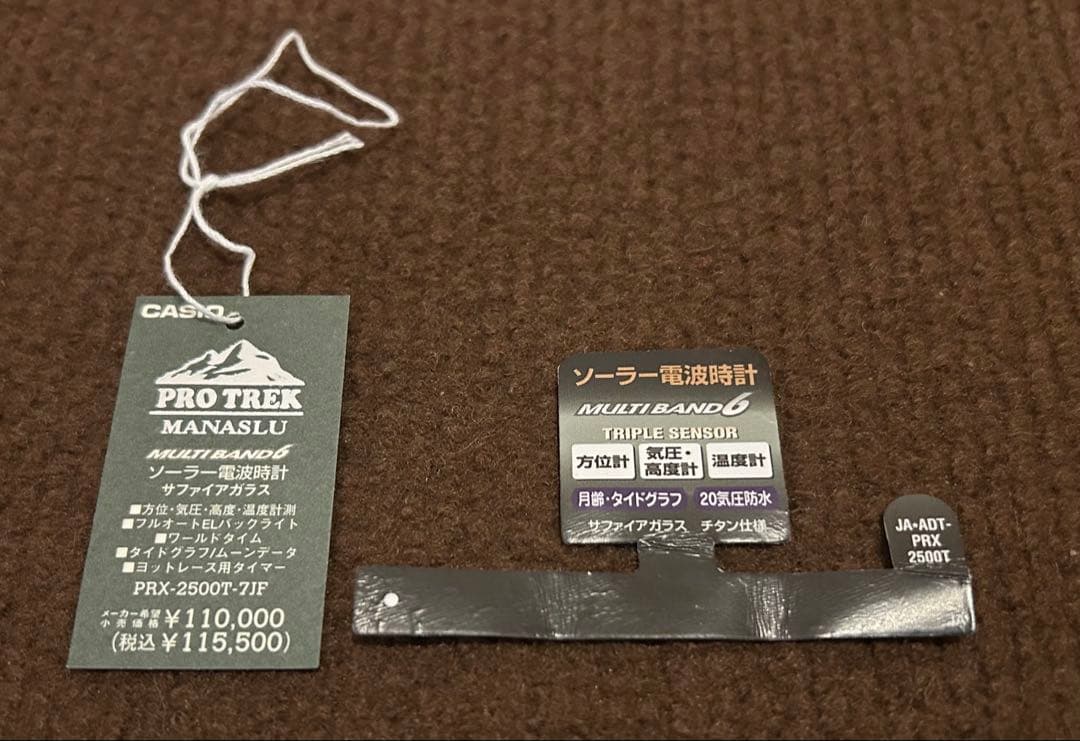 CASIO
PRO TREK
MANASLU
MULTI BAND 6
ソーラー電波時計
サファイアガラス
■方位・気圧・高度・温度計測
■フルオートELバックライト
■ワールドタイム
■タイドグラフ/ムーンデータ
■ヨットレース用タイマー
PRX-2500T-7JF
メーカー希望小売価格 ¥110,000
(税込 ¥115,500)
ソーラー電波時計
MULTI BAND 6
TRIPLE SENSOR
方位計 気圧・高度計 温度計
月齢・タイドグラフ 20気圧防水
サファイアガラス チタン仕様
JA・ADT-
PRX
2500T